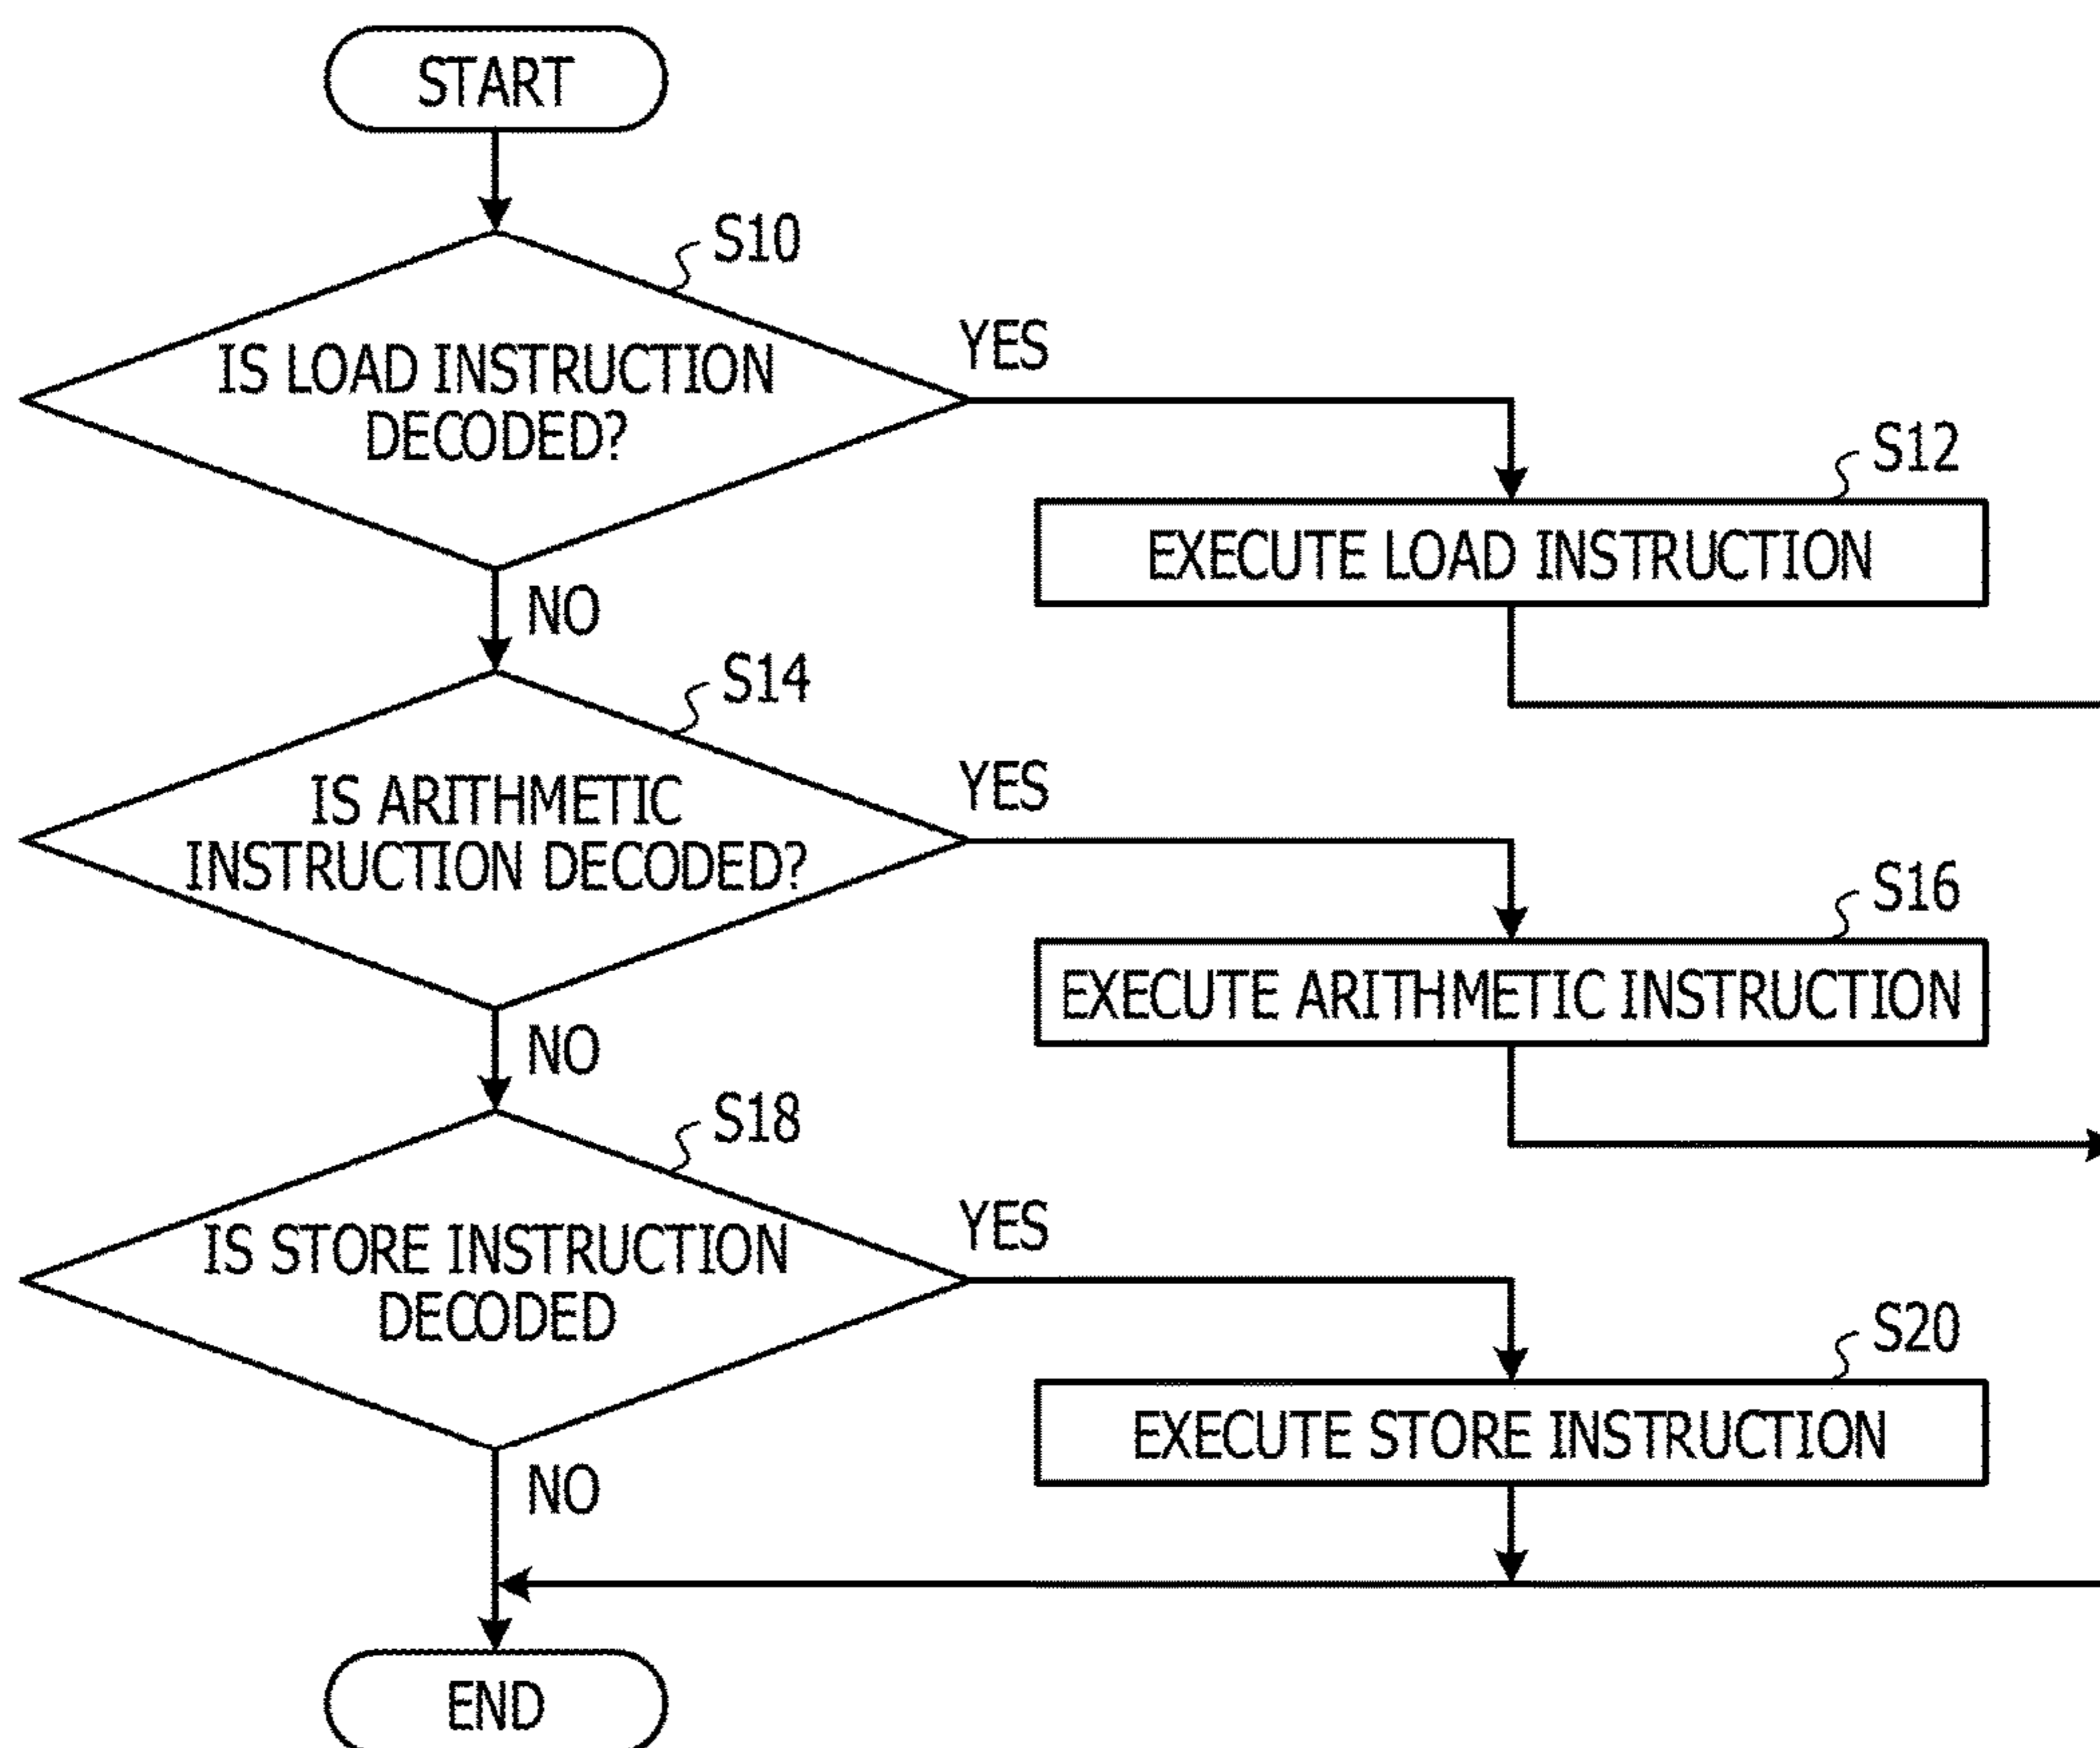 START
S10
IS LOAD INSTRUCTION
DECODED?
YES
S12
EXECUTE LOAD INSTRUCTION
NO
S14
IS ARITHMETIC
INSTRUCTION DECODED?
YES
S16
EXECUTE ARITHMETIC INSTRUCTION
NO
S18
IS STORE INSTRUCTION
DECODED
YES
S20
EXECUTE STORE INSTRUCTION
NO
END